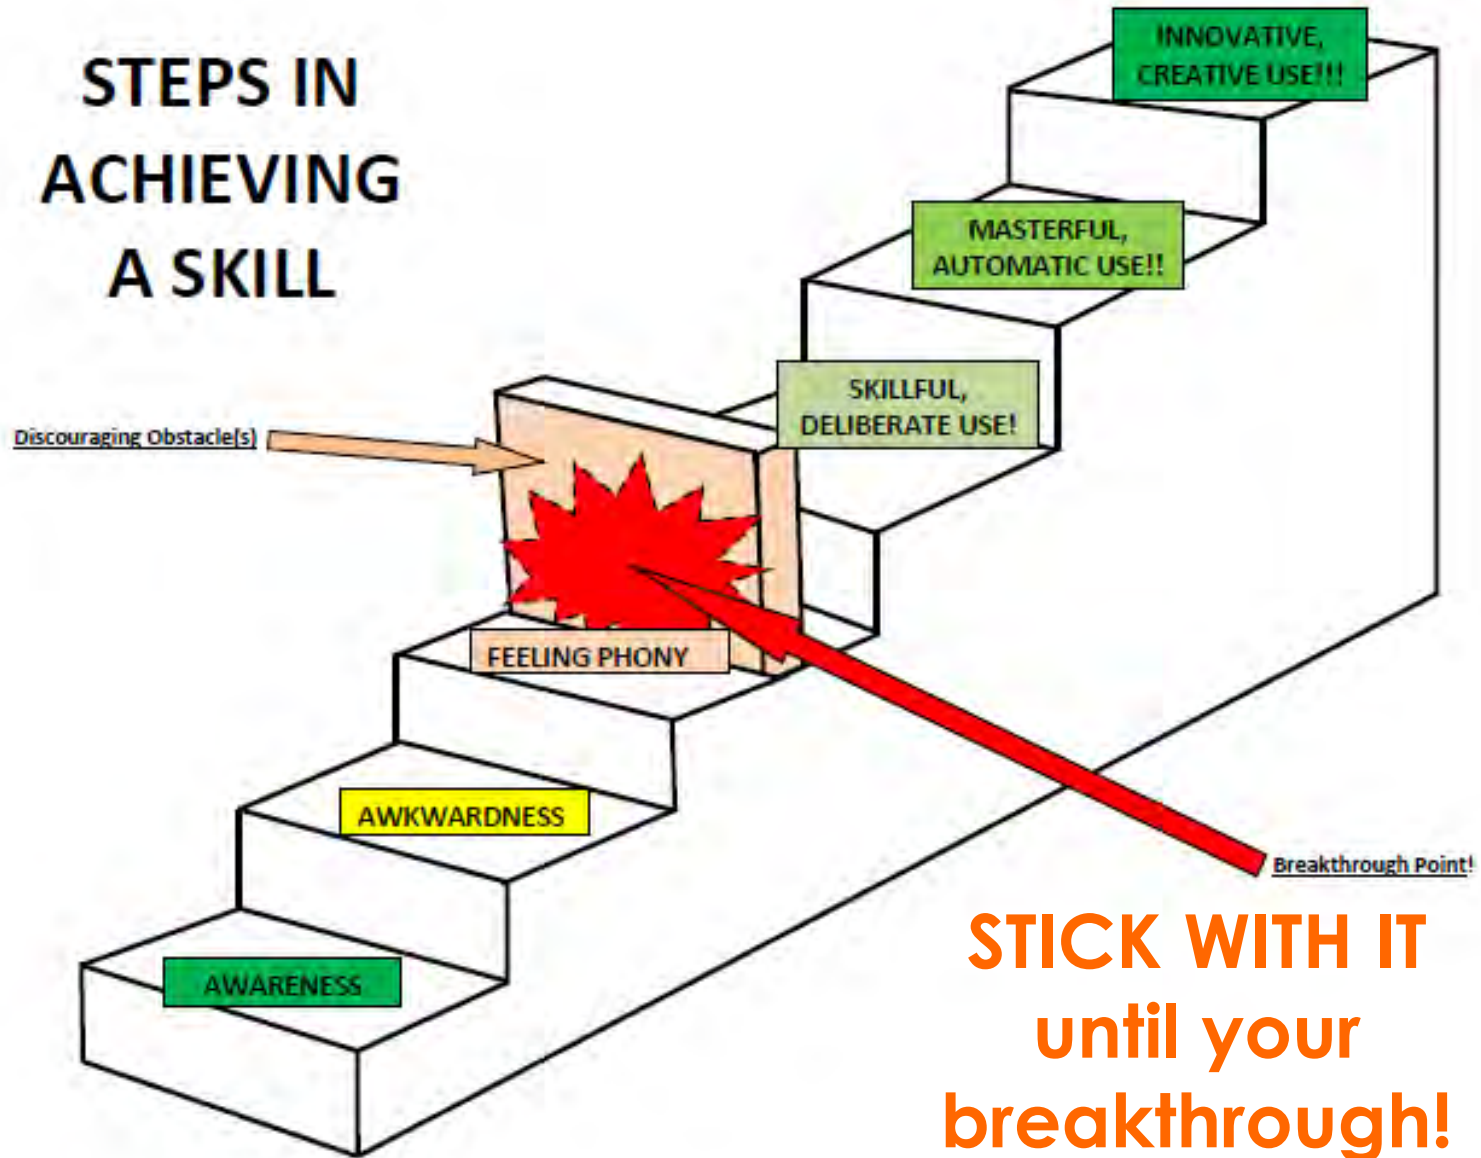 STEPS IN
ACHIEVING
A SKILL
INNOVATIVE,
CREATIVE USE!!!
MASTERFUL,
AUTOMATIC USE!!
SKILLFUL,
DELIBERATE USE!
Discouraging Obstacle(s)
FEELING PHONY
AWKWARDNESS
Breakthrough Point!
AWARENESS
STICK WITH IT
until your
breakthrough!